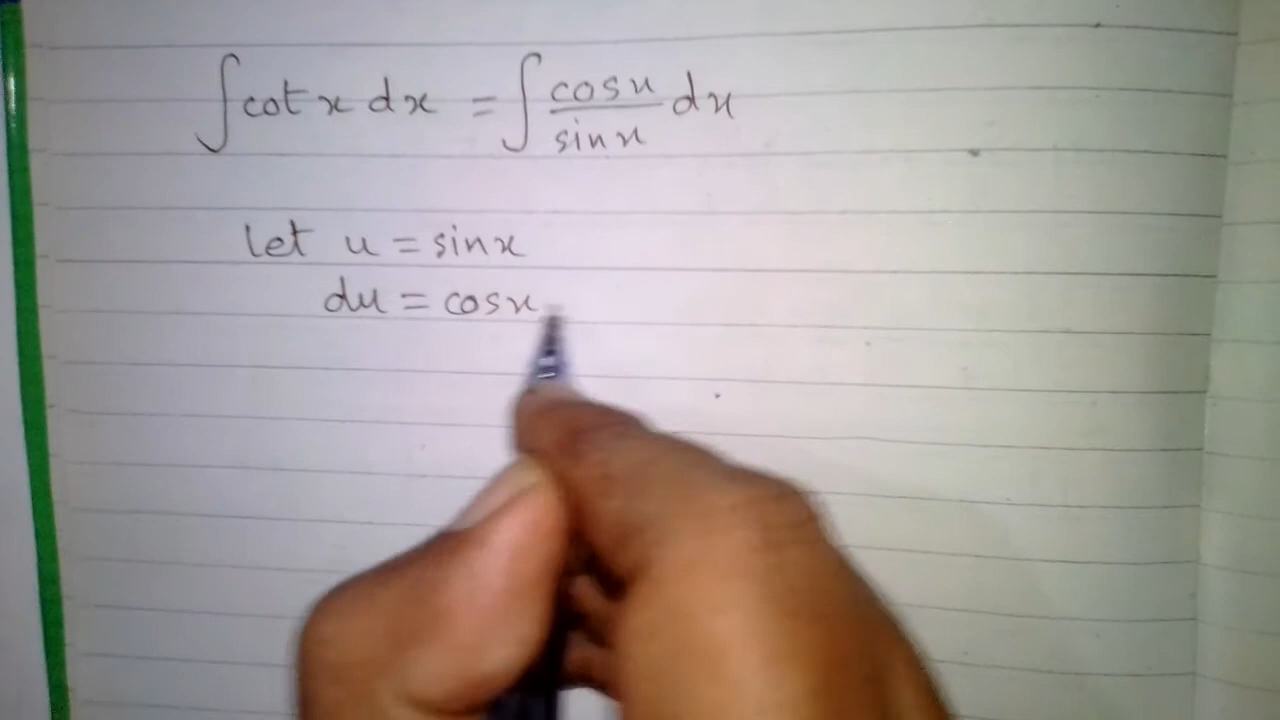 ∫cot x dx = ∫ cos x / sin x dx
let u = sin x
du = cos x